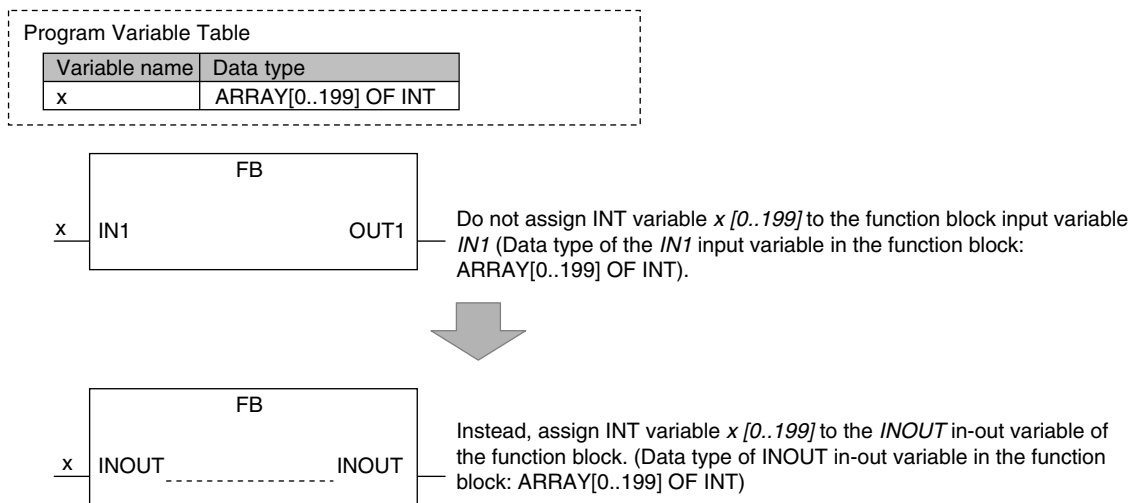 Program Variable Table
Variable name Data type
x ARRAY[0..199] OF INT
FB
x IN1 OUT1
Do not assign INT variable x [0..199] to the function block input variable
IN1 (Data type of the IN1 input variable in the function block:
ARRAY[0..199] OF INT).
FB
x INOUT INOUT
Instead, assign INT variable x [0..199] to the INOUT in-out variable of
the function block. (Data type of INOUT in-out variable in the function
block: ARRAY[0..199] OF INT)